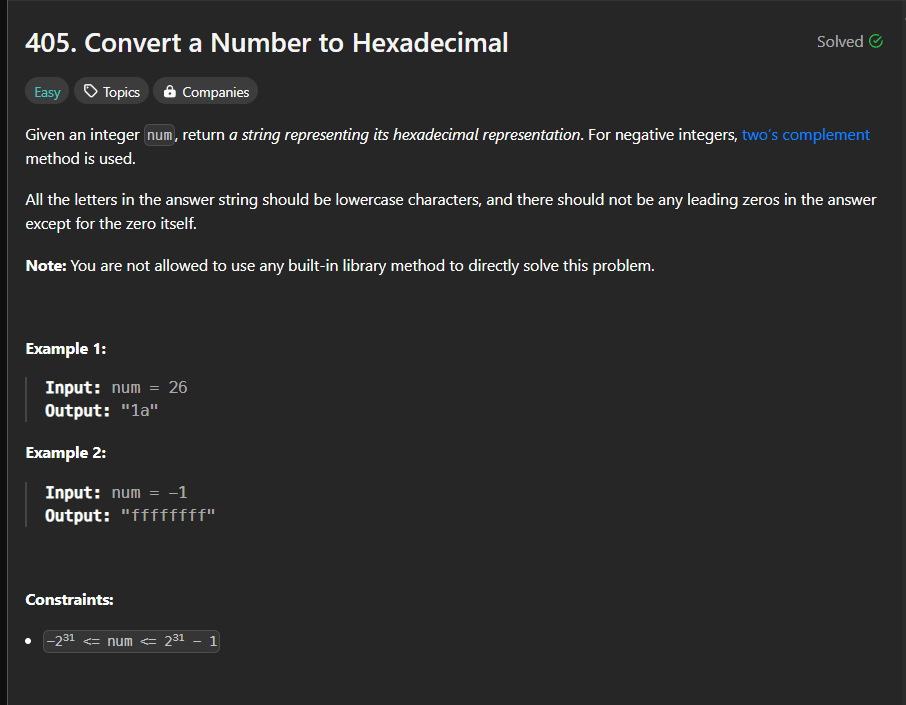 405. Convert a Number to Hexadecimal
Solved
Easy Topics Companies
Given an integer num, return a string representing its hexadecimal representation. For negative integers, two's complement
method is used.
All the letters in the answer string should be lowercase characters, and there should not be any leading zeros in the answer
except for the zero itself.
Note: You are not allowed to use any built-in library method to directly solve this problem.
Example 1:
Input: num = 26
Output: "1a"
Example 2:
Input: num = -1
Output: "ffffffff"
Constraints:
• -2³¹ <= num <= 2³¹ - 1